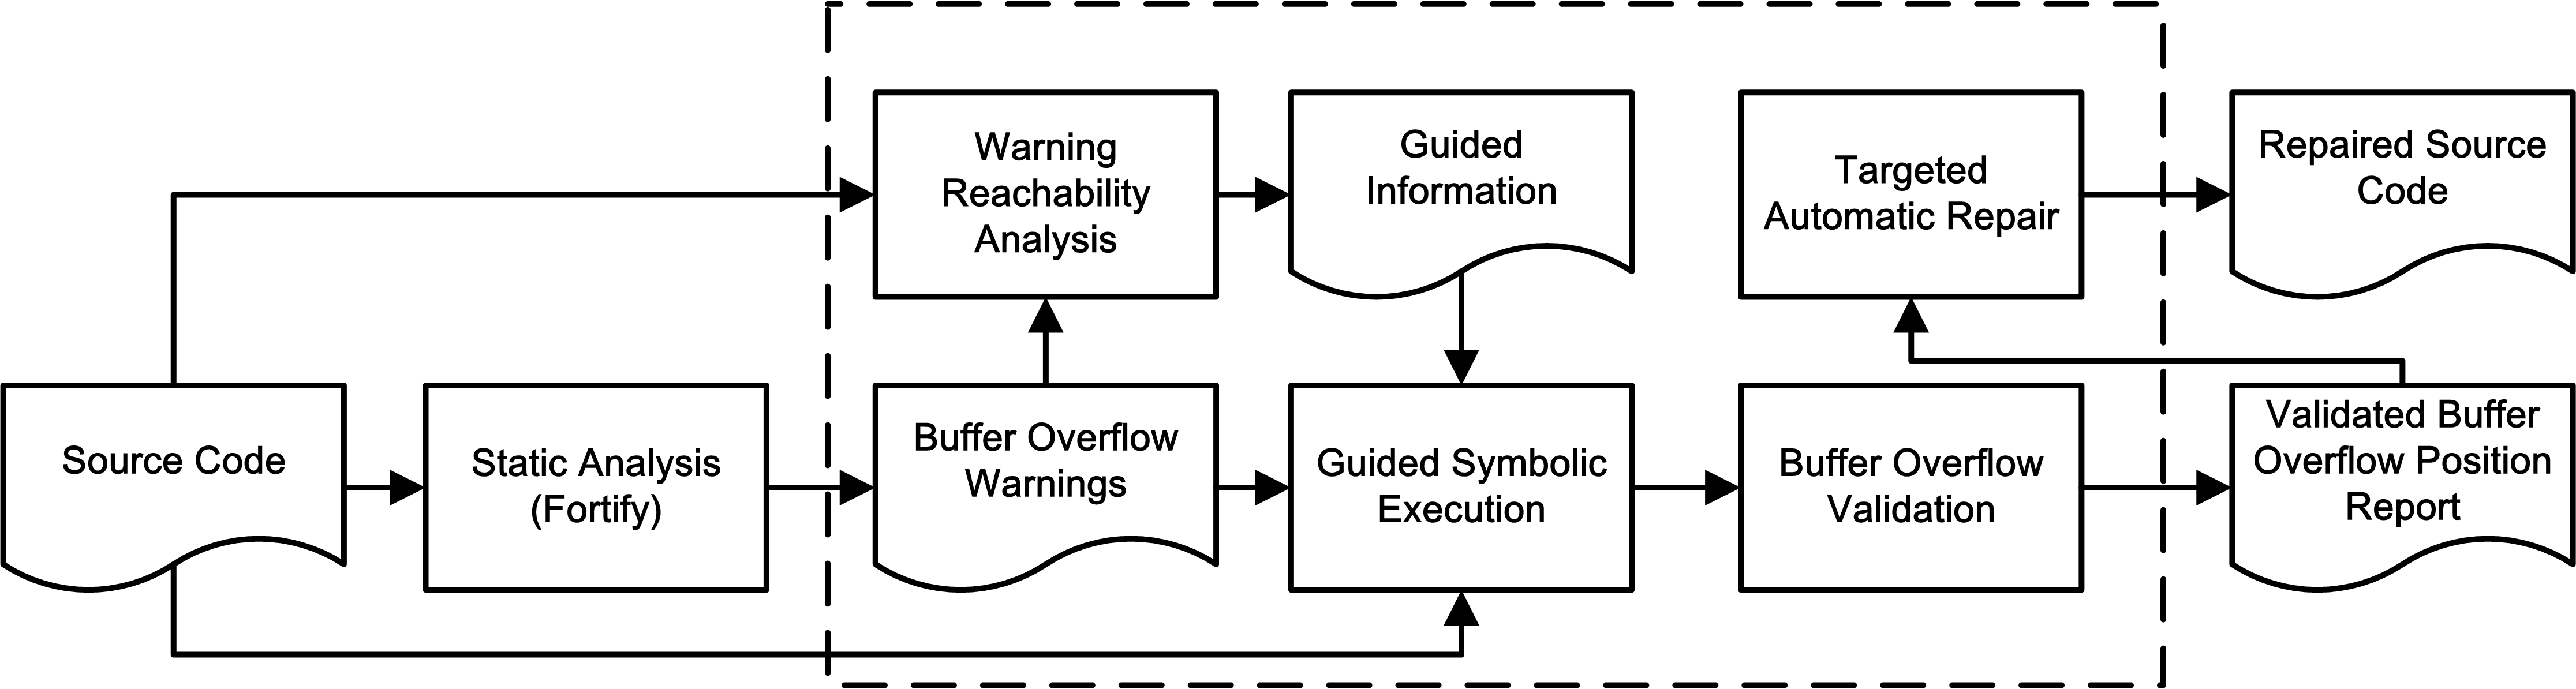 Warning
Reachability
Analysis
Guided
Information
Targeted
Automatic Repair
Repaired Source
Code
Source Code
Static Analysis
(Fortify)
Buffer Overflow
Warnings
Guided Symbolic
Execution
Buffer Overflow
Validation
Validated Buffer
Overflow Position
Report